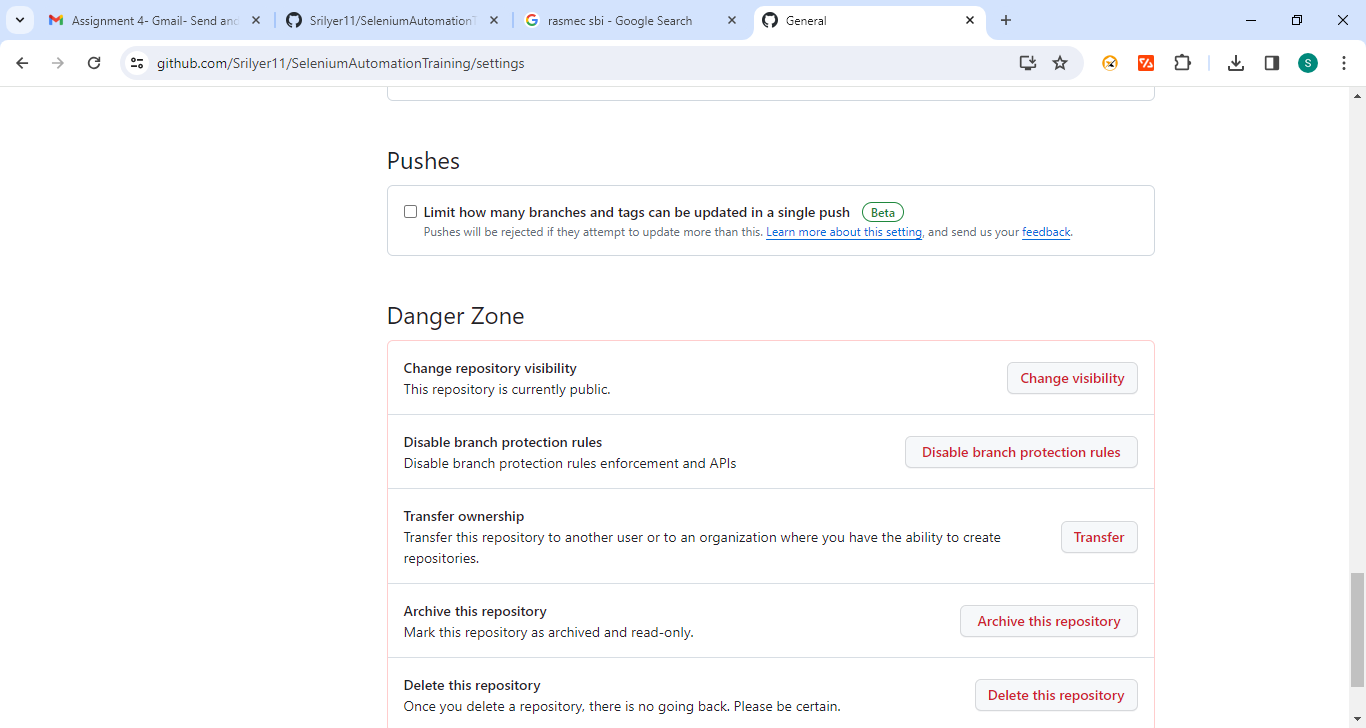 Assignment 4- Gmail- Send and
Srilyer11/SeleniumAutomationT
rasmec sbi - Google Search
General
github.com/Srilyer11/SeleniumAutomationTraining/settings
S
Pushes
Limit how many branches and tags can be updated in a single push Beta
Pushes will be rejected if they attempt to update more than this. Learn more about this setting, and send us your feedback.
Danger Zone
Change repository visibility
This repository is currently public.
Change visibility
Disable branch protection rules
Disable branch protection rules enforcement and APIs
Disable branch protection rules
Transfer ownership
Transfer this repository to another user or to an organization where you have the ability to create
repositories.
Transfer
Archive this repository
Mark this repository as archived and read-only.
Archive this repository
Delete this repository
Once you delete a repository, there is no going back. Please be certain.
Delete this repository